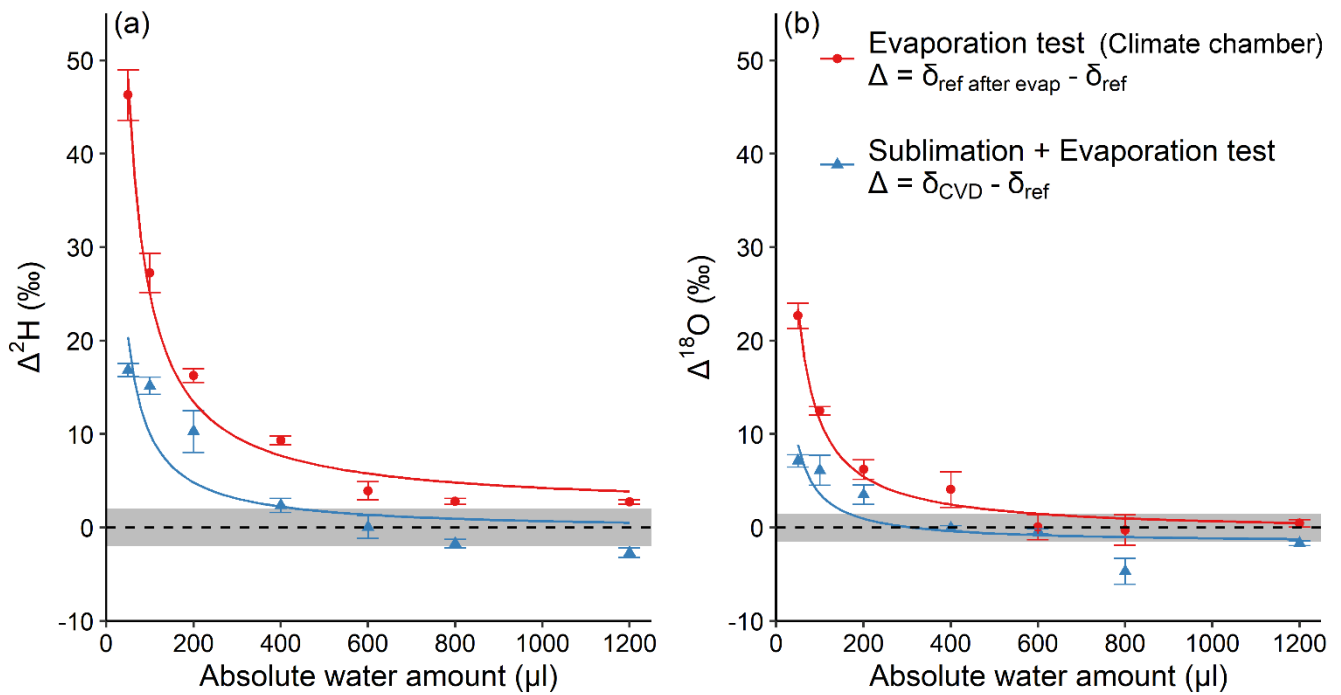 (a)
50
40
30
20
10
0
-10
Δ²H (‰)
0 200 400 600 800 1000 1200
Absolute water amount (µl)
(b)
Evaporation test (Climate chamber)
Δ = δref after evap - δref
Sublimation + Evaporation test
Δ = δCVD - δref
50
40
30
20
10
0
-10
Δ¹⁸O (‰)
0 200 400 600 800 1000 1200
Absolute water amount (µl)